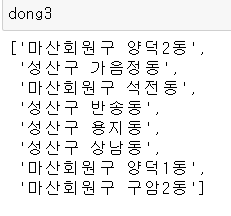 dong3
['마산회원구 양덕2동',
'성산구 가음정동',
'마산회원구 석전동',
'성산구 반송동',
'성산구 용지동',
'성산구 상남동',
'마산회원구 양덕1동',
'마산회원구 구암2동']